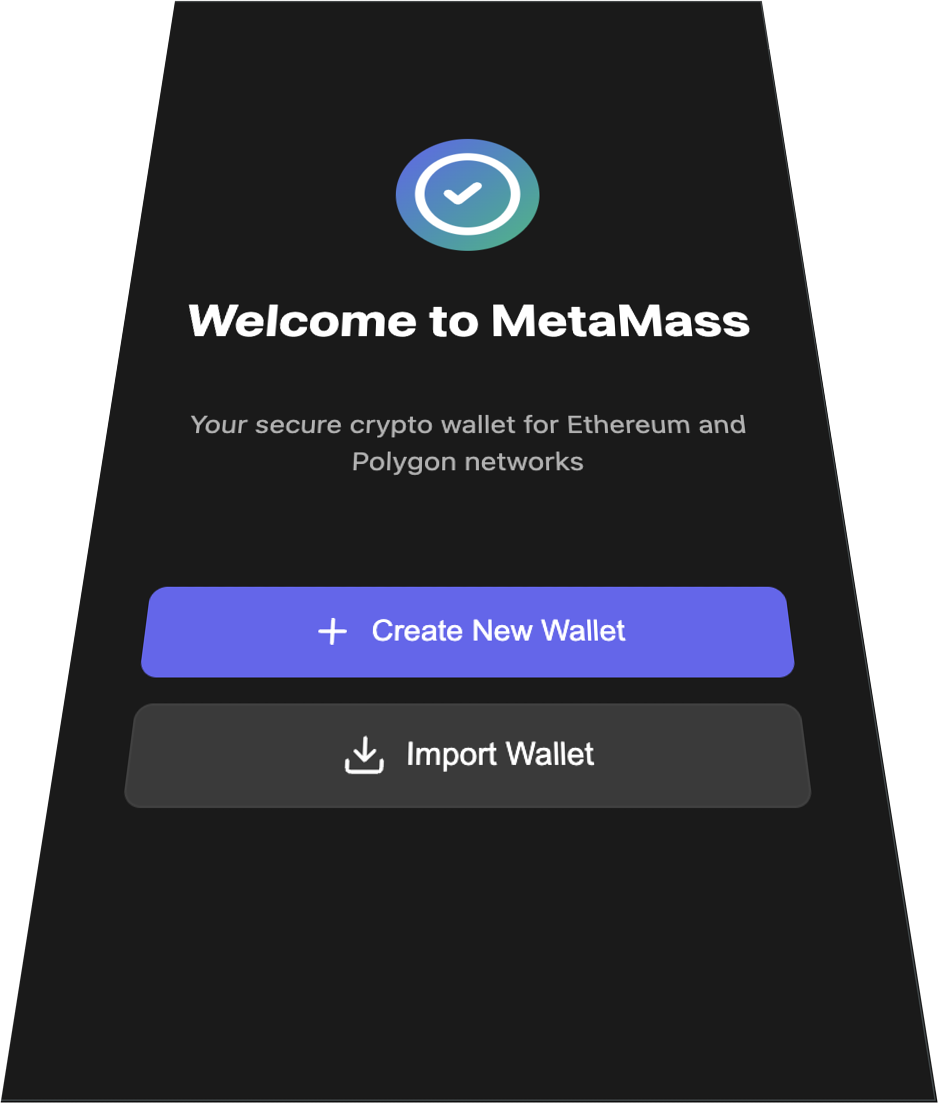 Welcome to MetaMass
Your secure crypto wallet for Ethereum and
Polygon networks
Create New Wallet
Import Wallet